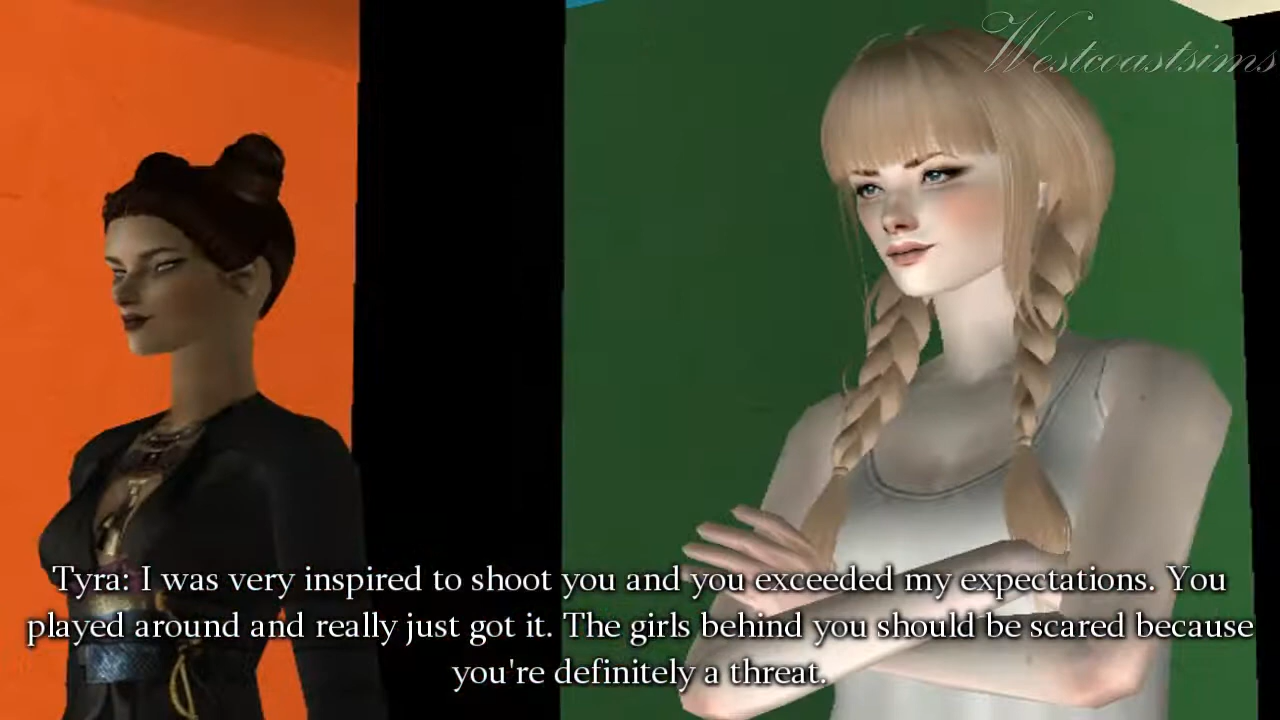 Westcoastsims
Tyra: I was very inspired to shoot you and you exceeded my expectations. You
played around and really just got it. The girls behind you should be scared because
you're definitely a threat.